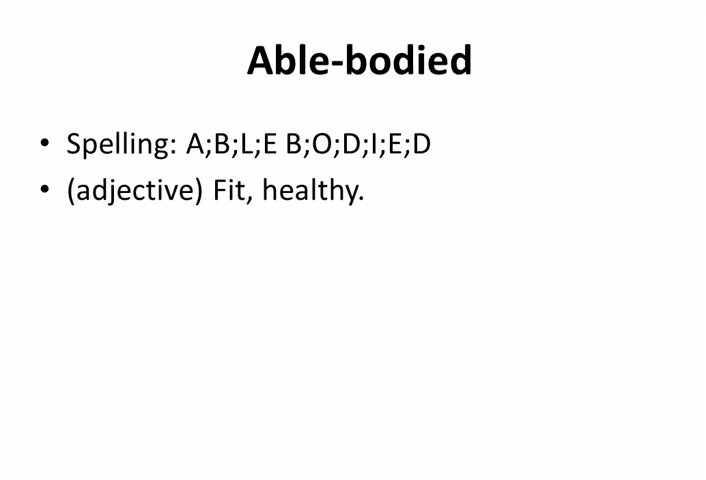 Able-bodied
• Spelling: A;B;L;E B;O;D;I;E;D
• (adjective) Fit, healthy.